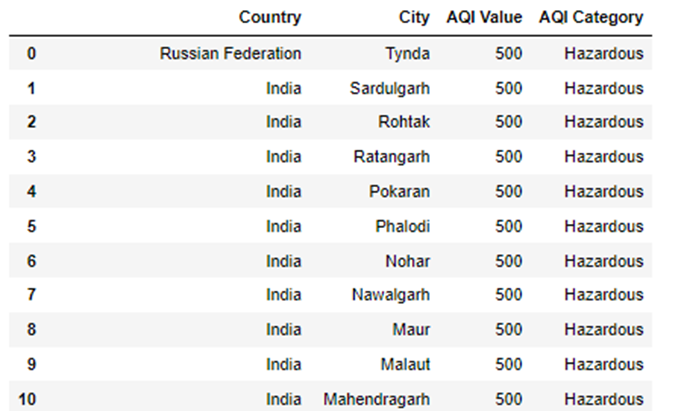 Country City AQI Value AQI Category
0 Russian Federation Tynda 500 Hazardous
1 India Sardulgarh 500 Hazardous
2 India Rohtak 500 Hazardous
3 India Ratangarh 500 Hazardous
4 India Pokaran 500 Hazardous
5 India Phalodi 500 Hazardous
6 India Nohar 500 Hazardous
7 India Nawalgarh 500 Hazardous
8 India Maur 500 Hazardous
9 India Malaut 500 Hazardous
10 India Mahendragarh 500 Hazardous